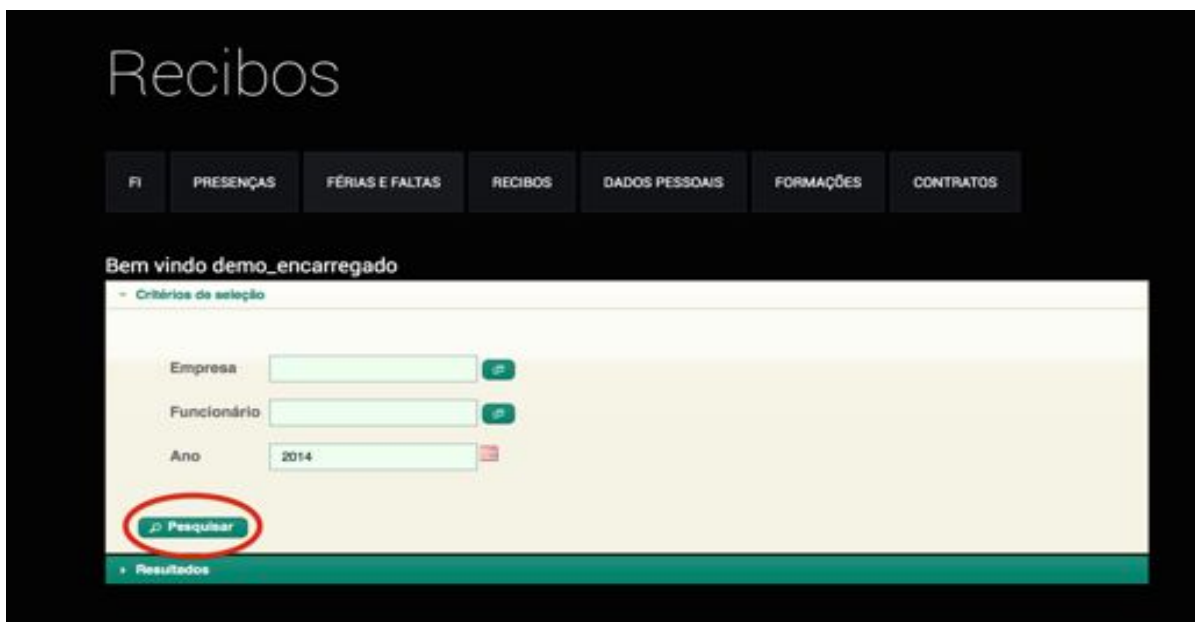 Recibos
FI PRESENÇAS FÉRIAS E FALTAS RECIBOS DADOS PESSOAIS FORMAÇÕES CONTRATOS
Bem vindo demo_encarregado
Critérios de seleção
Empresa
Funcionário
Ano 2014
Pesquisar
Resultados